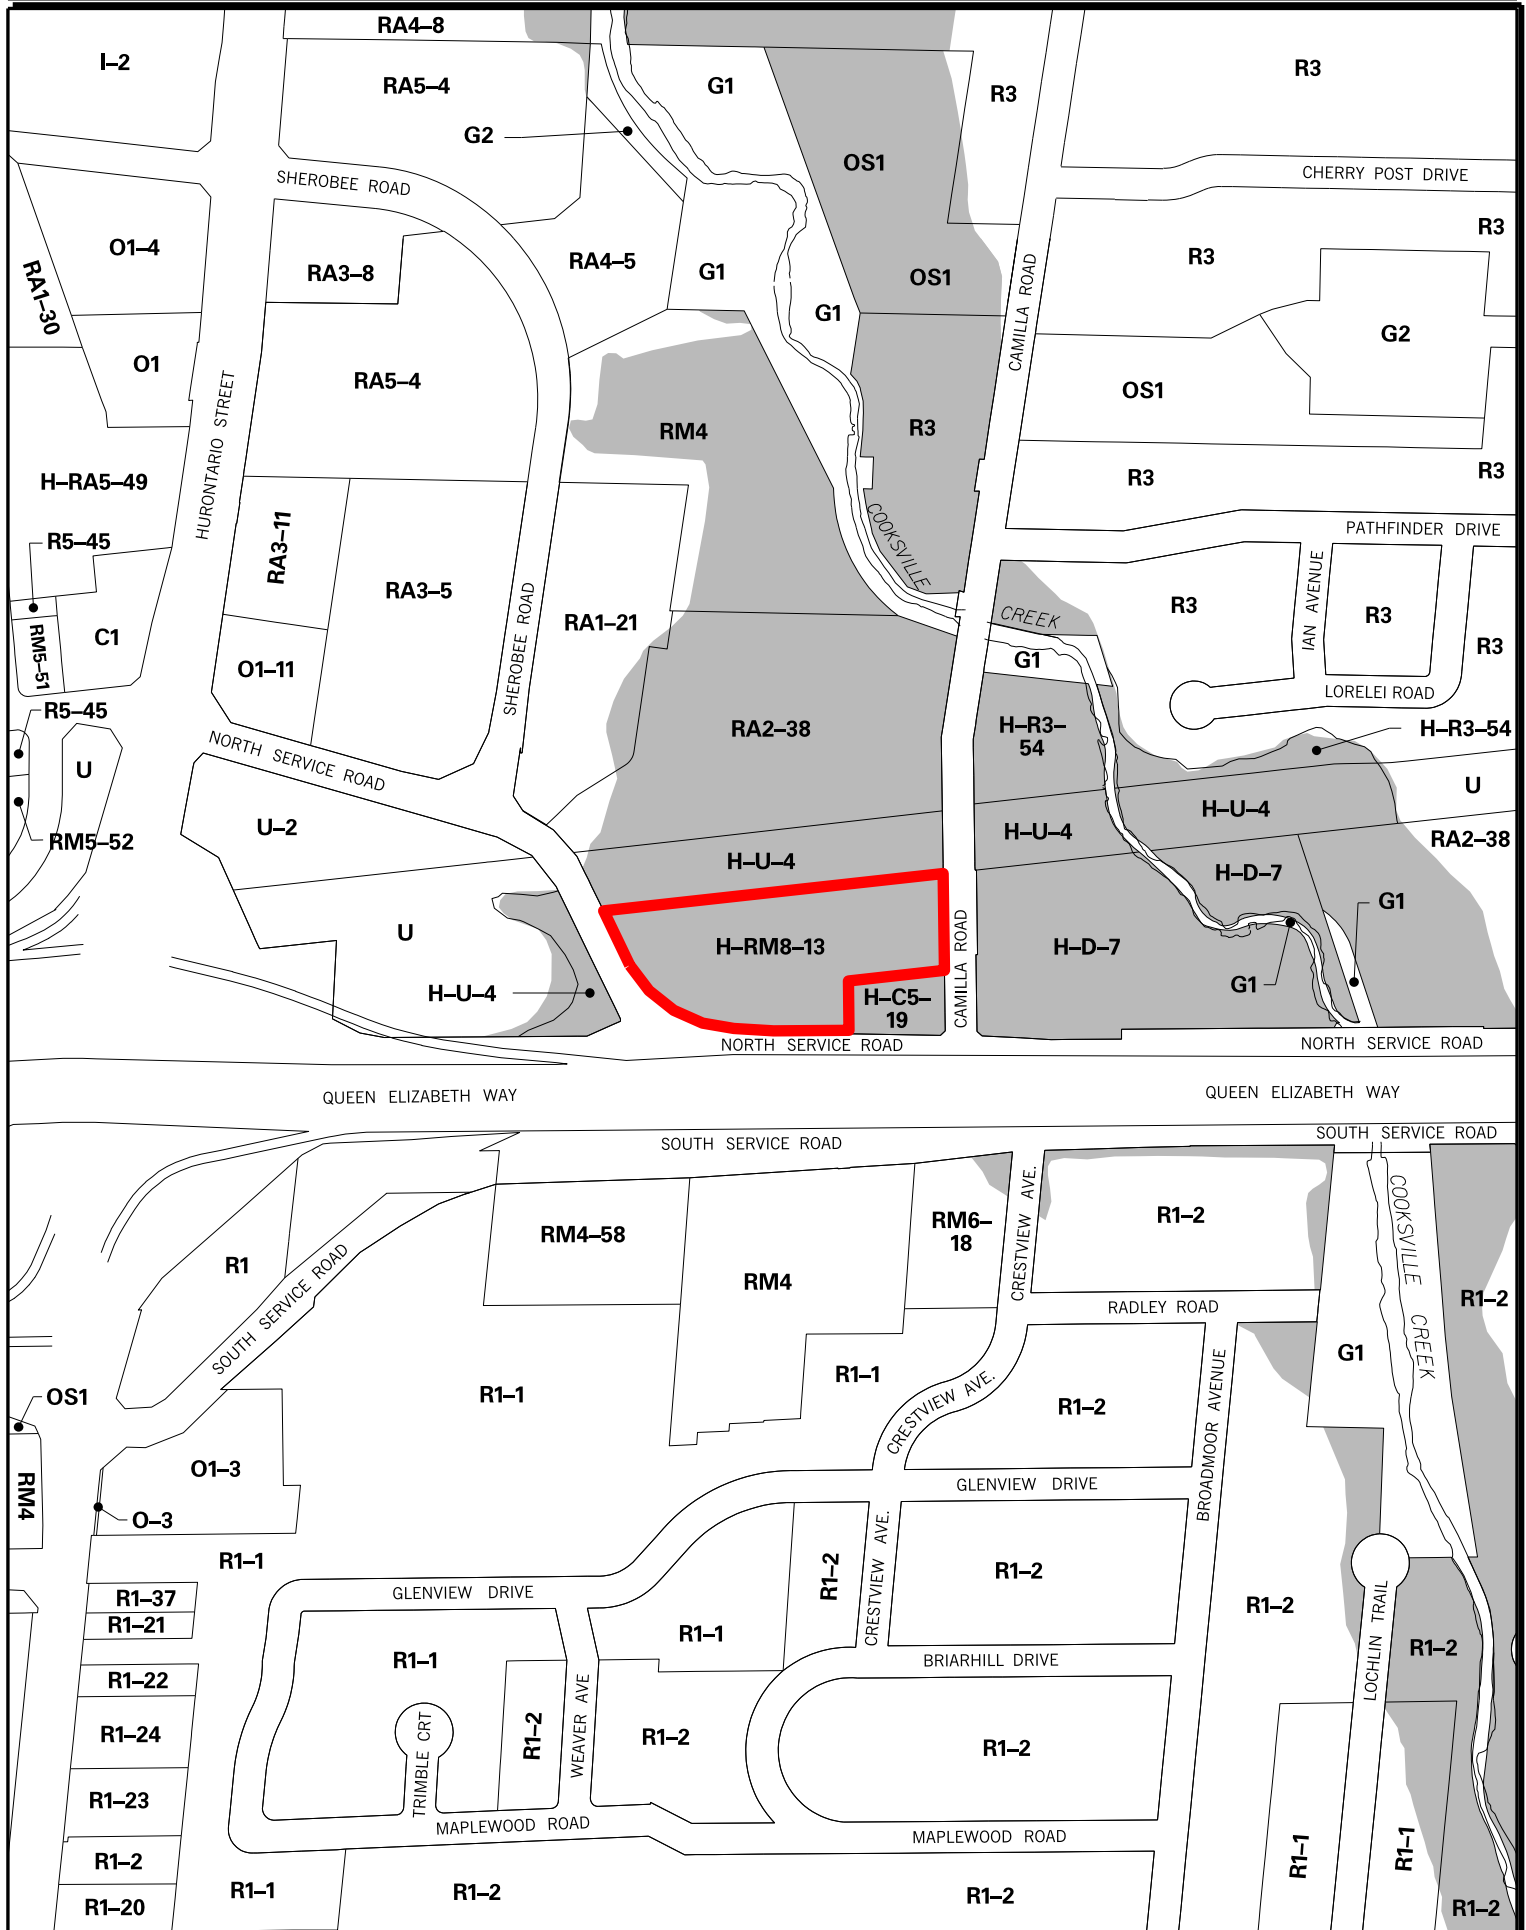 RA4–8
I–2
RA5–4
G1
R3
R3
G2
OS1
SHEROBEE ROAD
CHERRY POST DRIVE
O1–4
RA1–30
RA3–8
RA4–5
G1
OS1
R3
R3
G1
CAMILLA ROAD
G2
O1
RA5–4
OS1
HURONTARIO STREET
RM4
R3
H–RA5–49
R3
R3
COOKSVILLE
CREEK
PATHFINDER DRIVE
R5–45
RA3–11
RA3–5
SHEROBEE ROAD
RA1–21
R3
IAN AVENUE
R3
R3
RM5–51
C1
O1–11
G1
LORELEI ROAD
R5–45
NORTH SERVICE ROAD
RA2–38
H–R3–
54
H–R3–54
U
U
RM5–52
U–2
H–U–4
H–U–4
RA2–38
H–U–4
H–D–7
G1
U
H–RM8–13
CAMILLA ROAD
H–D–7
G1
H–U–4
H–C5–
19
NORTH SERVICE ROAD
NORTH SERVICE ROAD
QUEEN ELIZABETH WAY
QUEEN ELIZABETH WAY
SOUTH SERVICE ROAD
SOUTH SERVICE ROAD
R1
SOUTH SERVICE ROAD
RM4–58
RM4
RM6–
18
CRESTVIEW AVE.
R1–2
COOKSVILLE CREEK
R1–2
RADLEY ROAD
G1
OS1
R1–1
R1–1
CRESTVIEW AVE.
R1–2
BROADMOOR AVENUE
RM4
O1–3
O–3
GLENVIEW DRIVE
R1–1
R1–37
R1–21
GLENVIEW DRIVE
R1–2
CRESTVIEW AVE.
R1–2
R1–2
LOCHLIN TRAIL
R1–2
R1–1
R1–1
BRIARHILL DRIVE
R1–22
R1–24
TRIMBLE CRT
R1–2
WEAVER AVE
R1–2
R1–2
R1–23
MAPLEWOOD ROAD
MAPLEWOOD ROAD
R1–2
R1–1
R1–1
R1–20
R1–1
R1–2
R1–2
R1–2